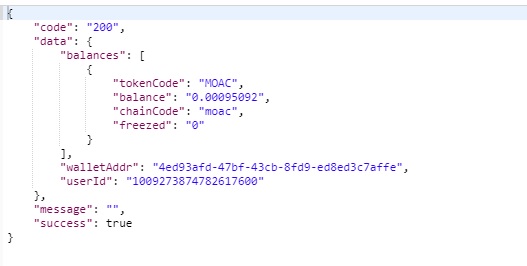 {
"code": "200",
"data": {
"balances": [
{
"tokenCode": "MOAC",
"balance": "0.00095092",
"chainCode": "moac",
"freezed": "0"
}
],
"walletAddr": "4ed93afd-47bf-43cb-8fd9-ed8ed3c7affe",
"userId": "1009273874782617600"
},
"message": "",
"success": true
}